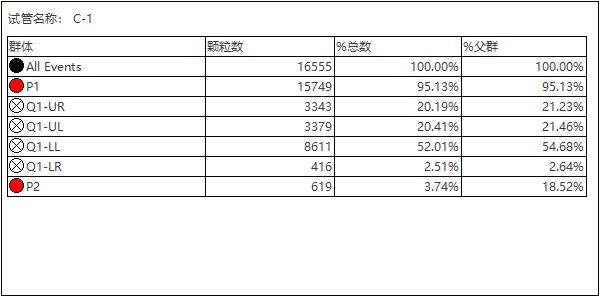 试管名称： C-1
群体 颗粒数 %总数 %父群
All Events 16555 100.00% 100.00%
P1 15749 95.13% 95.13%
Q1-UR 3343 20.19% 21.23%
Q1-UL 3379 20.41% 21.46%
Q1-LL 8611 52.01% 54.68%
Q1-LR 416 2.51% 2.64%
P2 619 3.74% 18.52%